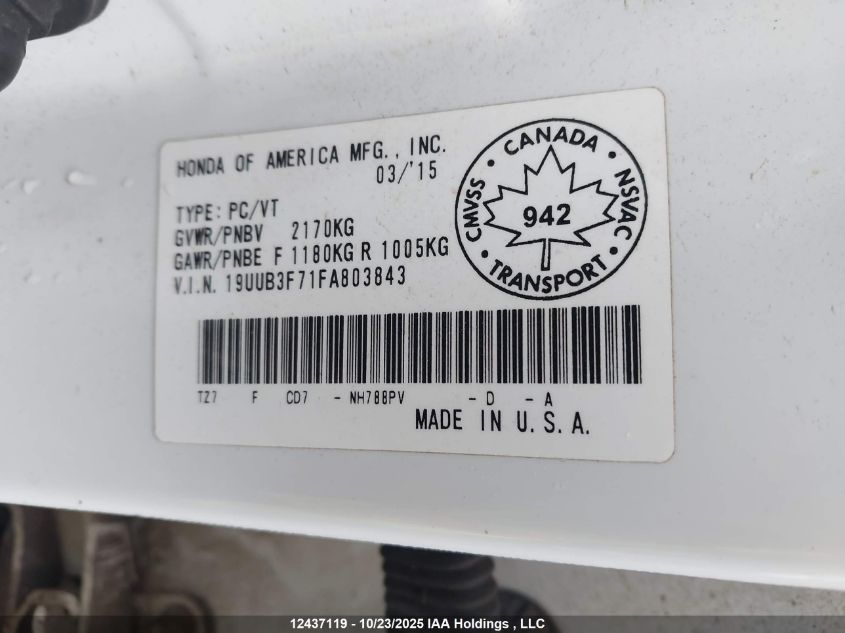 HONDA OF AMERICA MFG., INC.
03/'15
TYPE: PC/VT
GVWR/PNBV 2170KG
GAWR/PNBE F 1180KG R 1005KG
V.I.N. 19UUB3F71FA803843
CANADA
CMVSS
NSVAC
942
TRANSPORT
TZ7 F CD7 - NH788PV - D - A
MADE IN U.S.A.
12437119 - 10/23/2025 IAA Holdings , LLC